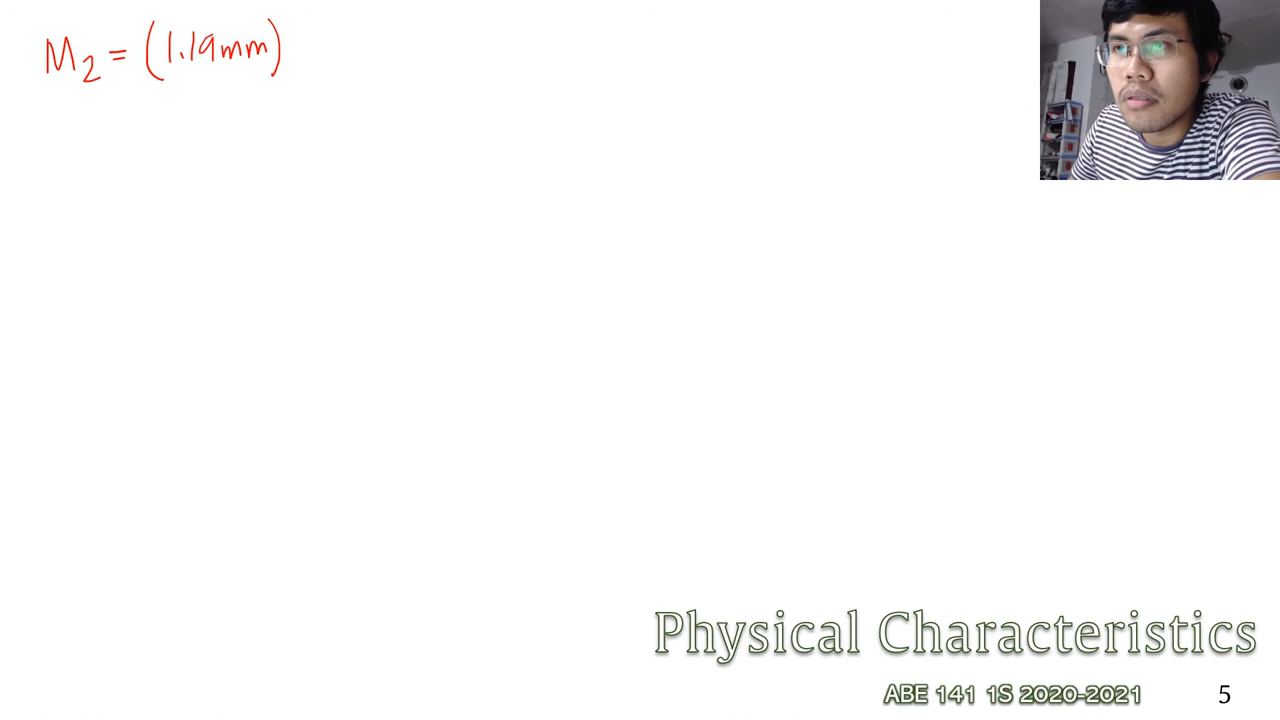 M₂ = (1.19mm)
Physical Characteristics
ABE 141 1S 2020-2021
5